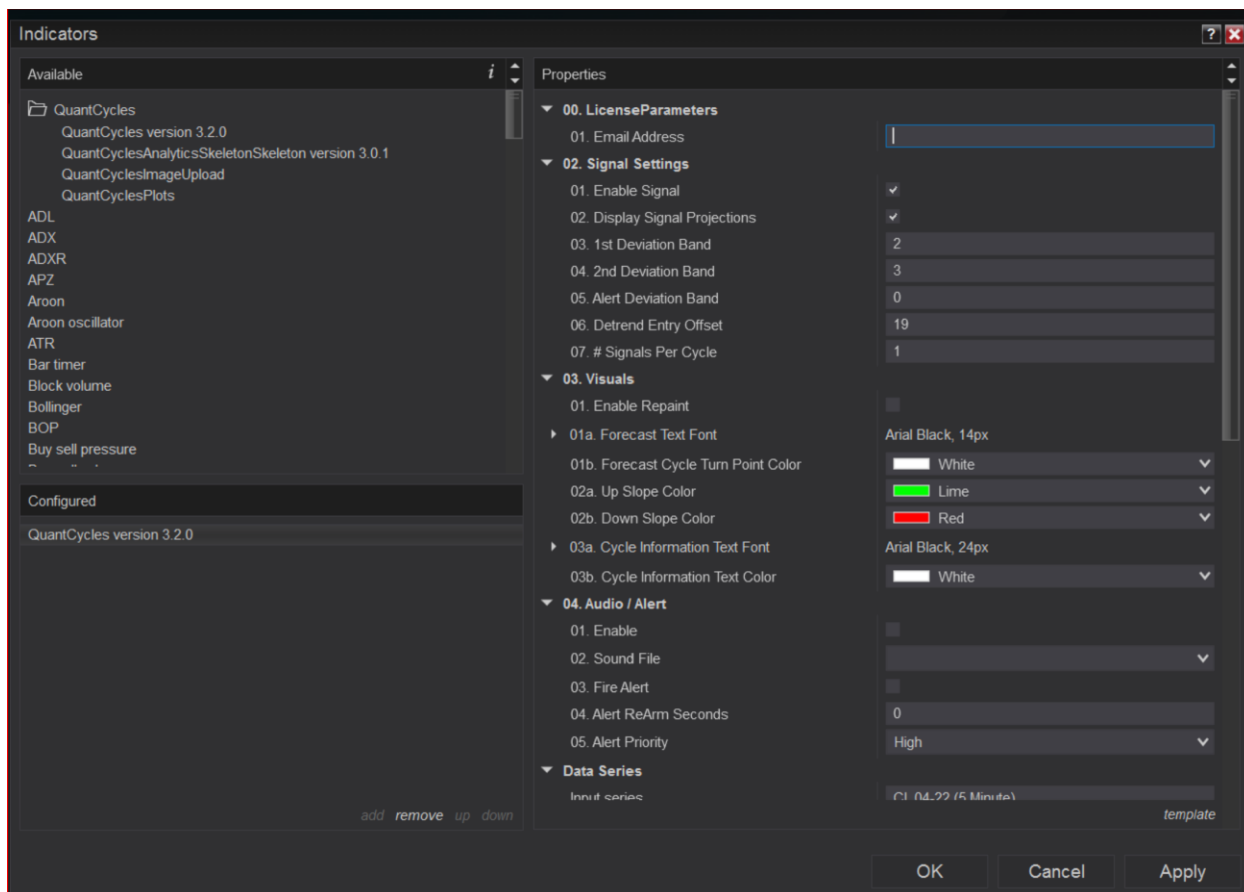 Indicators
?
Available
i
QuantCycles
QuantCycles version 3.2.0
QuantCyclesAnalyticsSkeletonSkeleton version 3.0.1
QuantCyclesImageUpload
QuantCyclesPlots
ADL
ADX
ADXR
APZ
Aroon
Aroon oscillator
ATR
Bar timer
Block volume
Bollinger
BOP
Buy sell pressure
Configured
QuantCycles version 3.2.0
add remove up down
Properties
00. LicenseParameters
01. Email Address
02. Signal Settings
01. Enable Signal
02. Display Signal Projections
03. 1st Deviation Band 2
04. 2nd Deviation Band 3
05. Alert Deviation Band 0
06. Detrend Entry Offset 19
07. # Signals Per Cycle 1
03. Visuals
01. Enable Repaint
01a. Forecast Text Font Arial Black, 14px
01b. Forecast Cycle Turn Point Color White
02a. Up Slope Color Lime
02b. Down Slope Color Red
03a. Cycle Information Text Font Arial Black, 24px
03b. Cycle Information Text Color White
04. Audio / Alert
01. Enable
02. Sound File
03. Fire Alert
04. Alert ReArm Seconds 0
05. Alert Priority High
Data Series
Input series CL 04-22 (5 Minute)
template
OK Cancel Apply